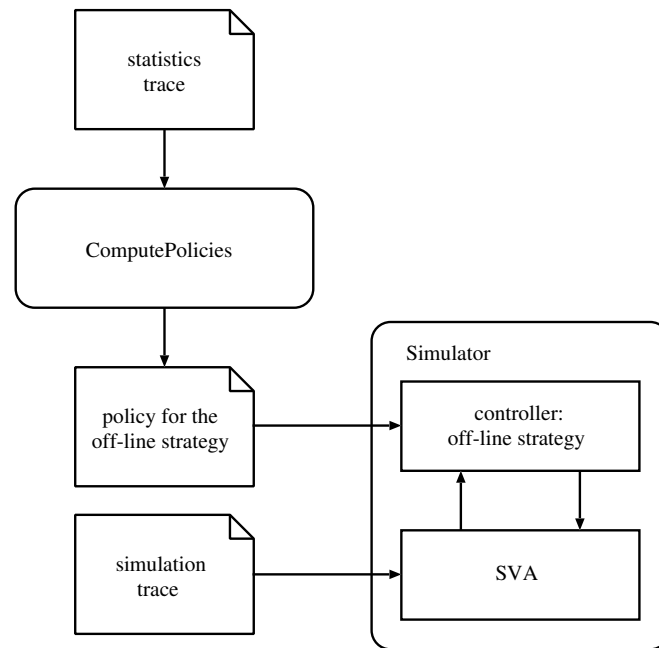 statistics
trace
ComputePolicies
policy for the
off-line strategy
Simulator
controller:
off-line strategy
simulation
trace
SVA